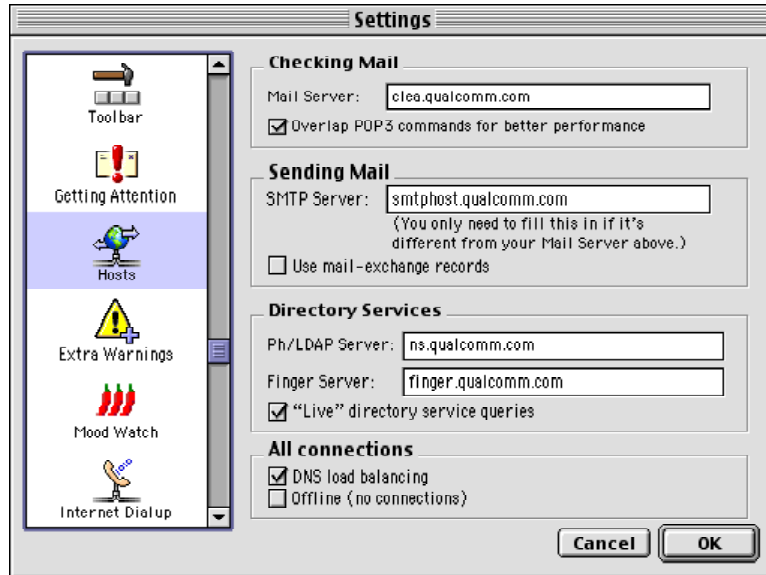 Settings
Toolbar
Getting Attention
Hosts
Extra Warnings
Mood Watch
Internet Dialup
Checking Mail
Mail Server: clea.qualcomm.com
Overlap POP3 commands for better performance
Sending Mail
SMTP Server: smtphost.qualcomm.com
(You only need to fill this in if it's
different from your Mail Server above.)
Use mail-exchange records
Directory Services
Ph/LDAP Server: ns.qualcomm.com
Finger Server: finger.qualcomm.com
“Live” directory service queries
All connections
DNS load balancing
Offline (no connections)
Cancel OK